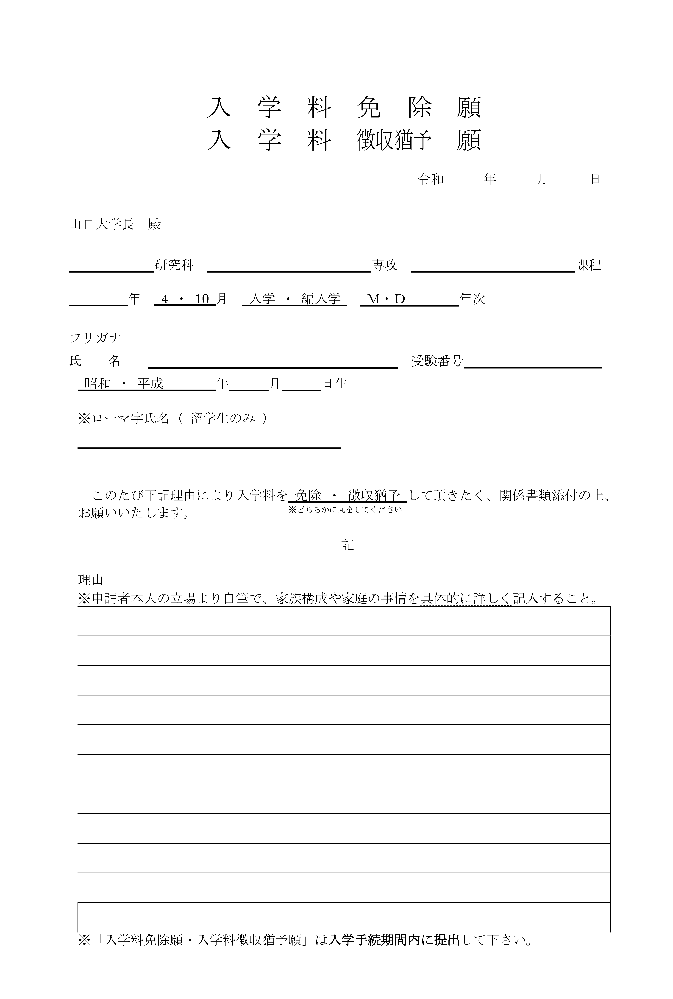 入　学　料　免　除　願
入　学　料　徴収猶予　願
令和　　　年　　　月　　　日
山口大学長　殿
研究科　　専攻　　課程
年　4 ・ 10 月　入学 ・ 編入学　M・D　　年次
フリガナ
氏　　名　　受験番号
昭和 ・ 平成　　年　　月　　日生
※ローマ字氏名（ 留学生のみ ）
このたび下記理由により入学料を 免除 ・ 徴収猶予 して頂きたく、関係書類添付の上、
※どちらかに丸をしてください
お願いいたします。
記
理由
※申請者本人の立場より自筆で、家族構成や家庭の事情を具体的に詳しく記入すること。
※「入学料免除願・入学料徴収猶予願」は入学手続期間内に提出して下さい。